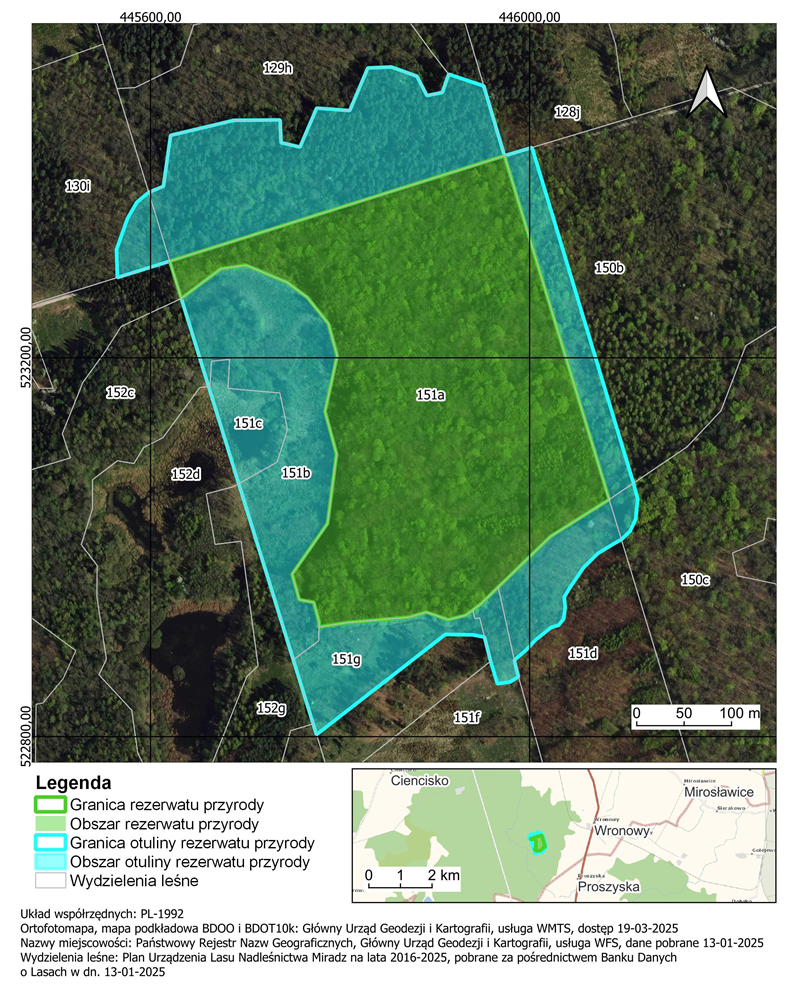 445600,00
446000,00
129h
128j
130i
150b
523200,00
152c
151a
151c
151b
152d
150c
151g
151d
152g
151f
522800,00
0 50 100 m
Legenda
Granica rezerwatu przyrody
Obszar rezerwatu przyrody
Granica otuliny rezerwatu przyrody
Obszar otuliny rezerwatu przyrody
Wydzielenia leśne
Ciencisko
Mirosławice
Mirosławice
Sierakowo
Wronowy
Wronowy
Proszyska
Proszyska
0 1 2 km
Układ współrzędnych: PL-1992
Ortofotomapa, mapa podkładowa BDOO i BDOT10k: Główny Urząd Geodezji i Kartografii, usługa WMTS, dostęp 19-03-2025
Nazwy miejscowości: Państwowy Rejestr Nazw Geograficznych, Główny Urząd Geodezji i Kartografii, usługa WFS, dane pobrane 13-01-2025
Wydzielenia leśne: Plan Urządzenia Lasu Nadleśnictwa Miradz na lata 2016-2025, pobrane za pośrednictwem Banku Danych
o Lasach w dn. 13-01-2025